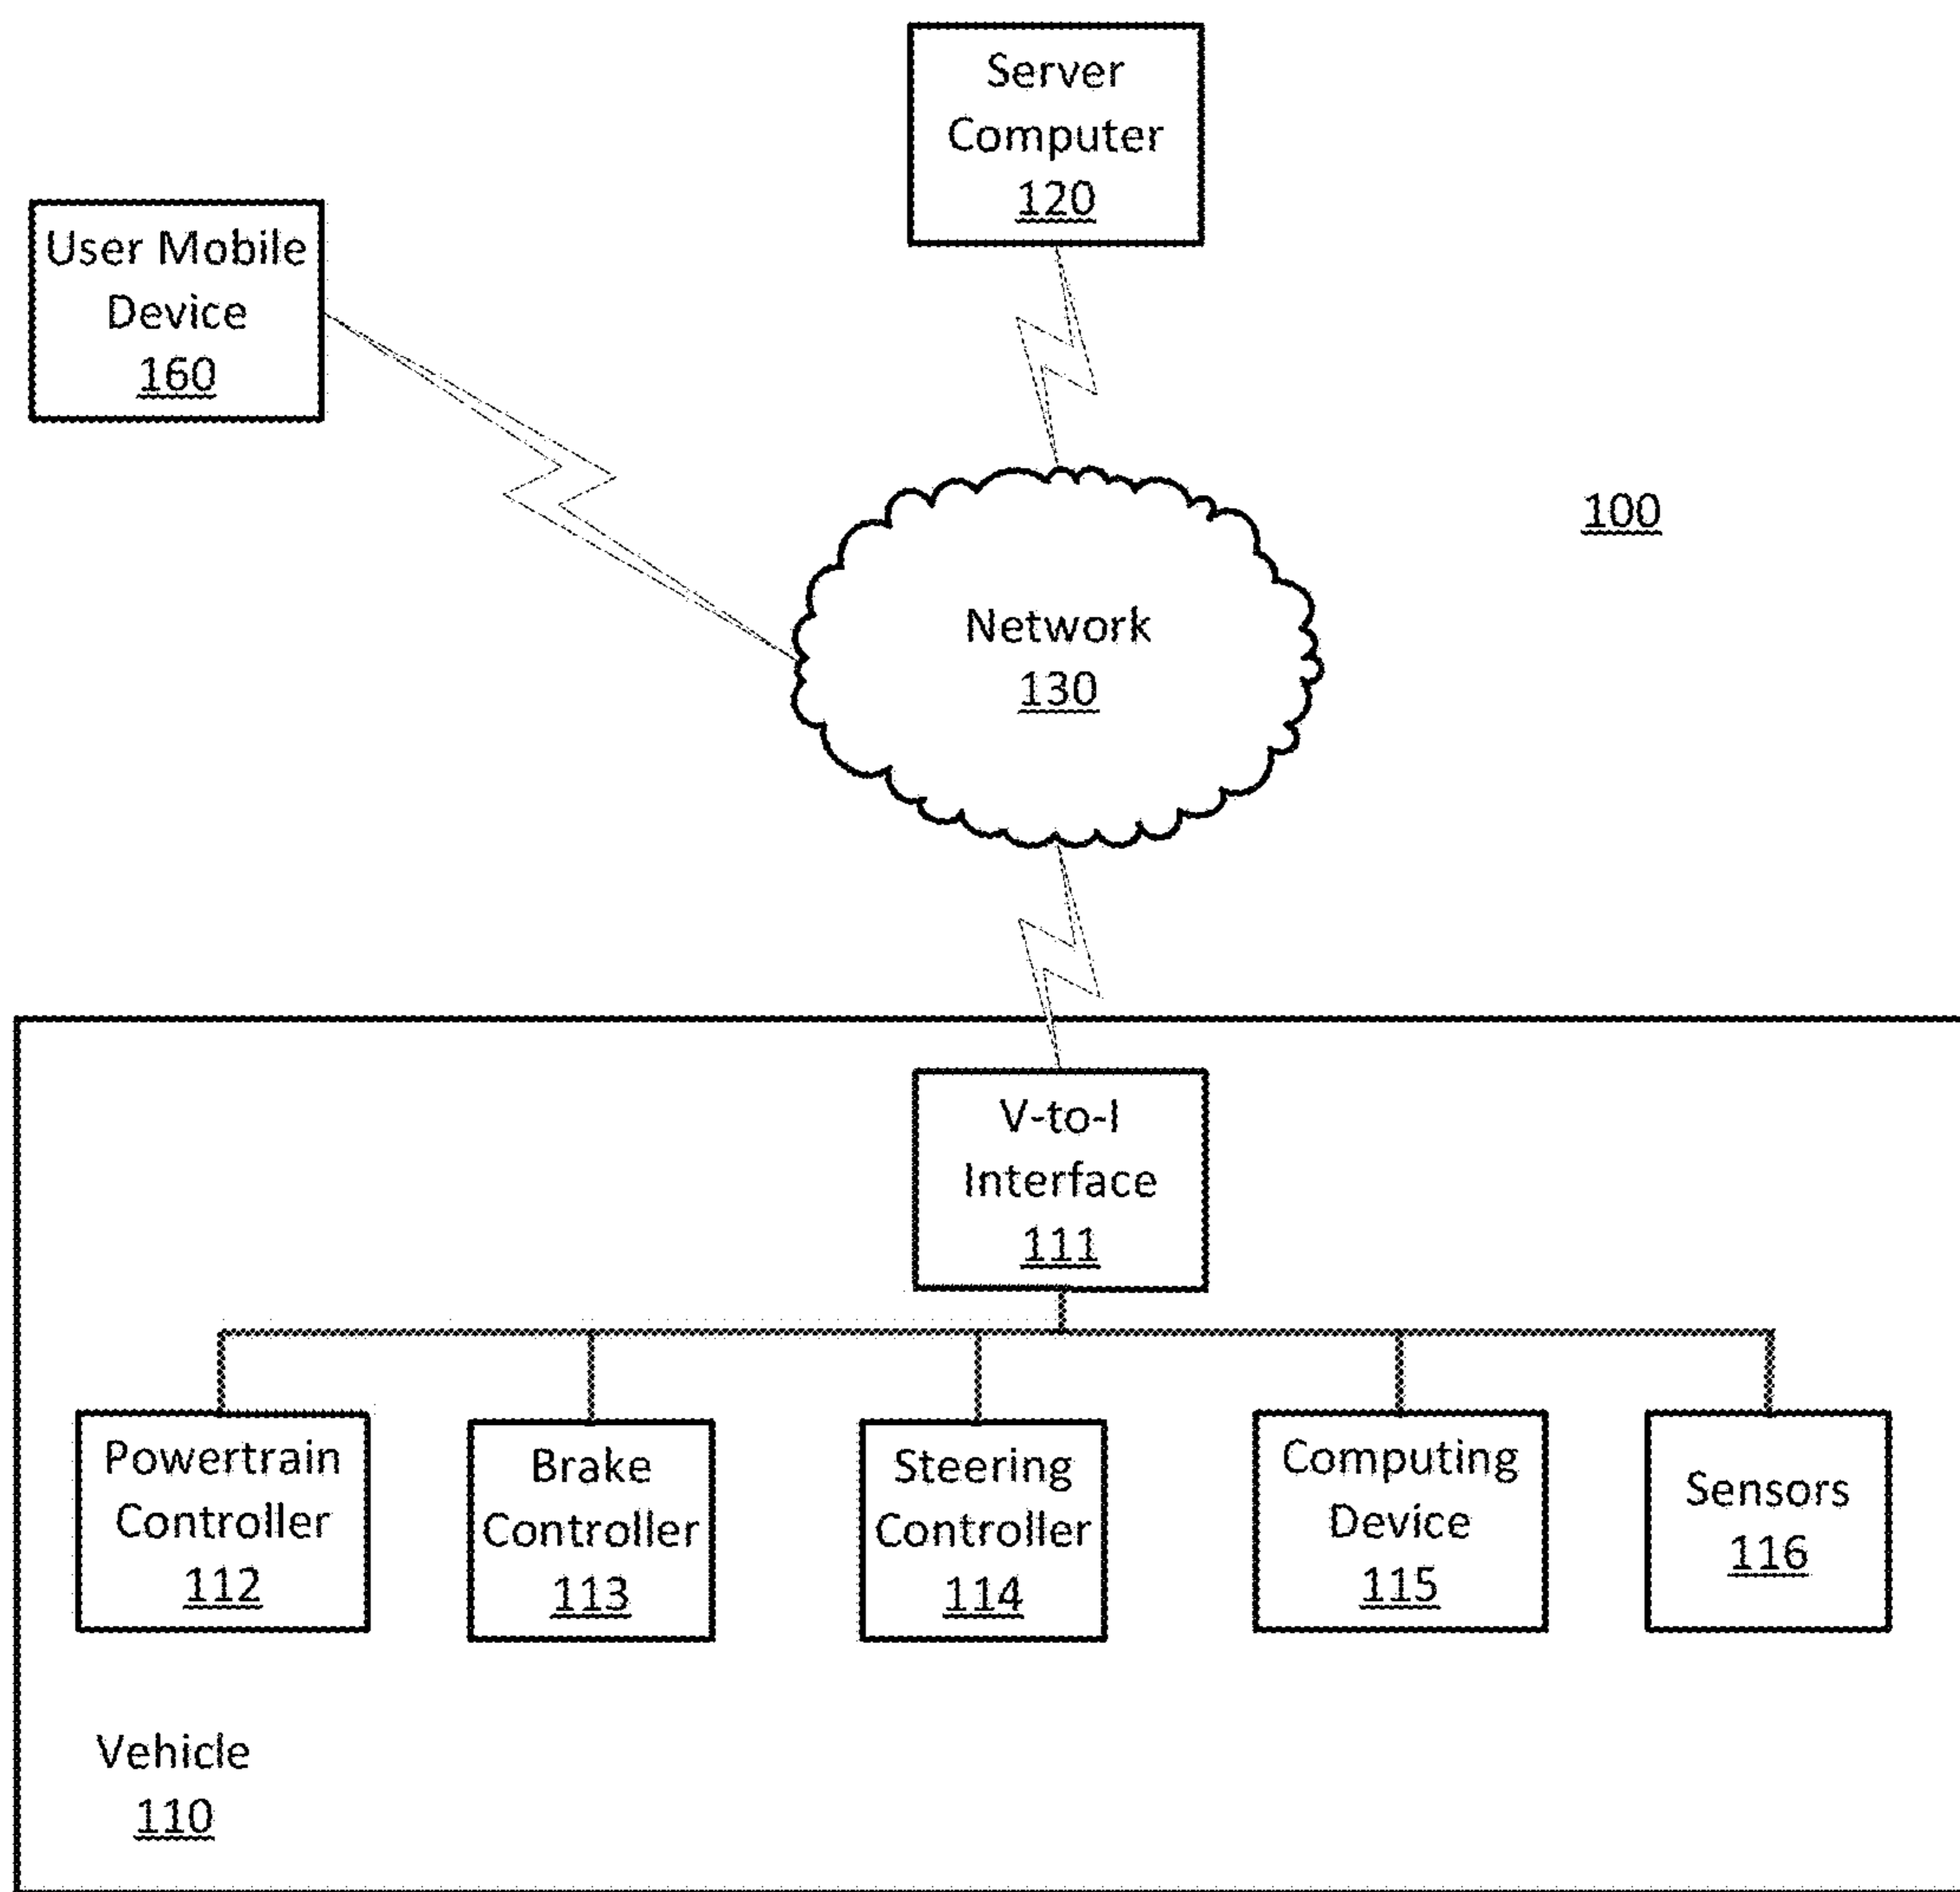 Server
Computer
120
User Mobile
Device
160
100
Network
130
V-to-I
Interface
111
Powertrain
Controller
112
Brake
Controller
113
Steering
Controller
114
Computing
Device
115
Sensors
116
Vehicle
110